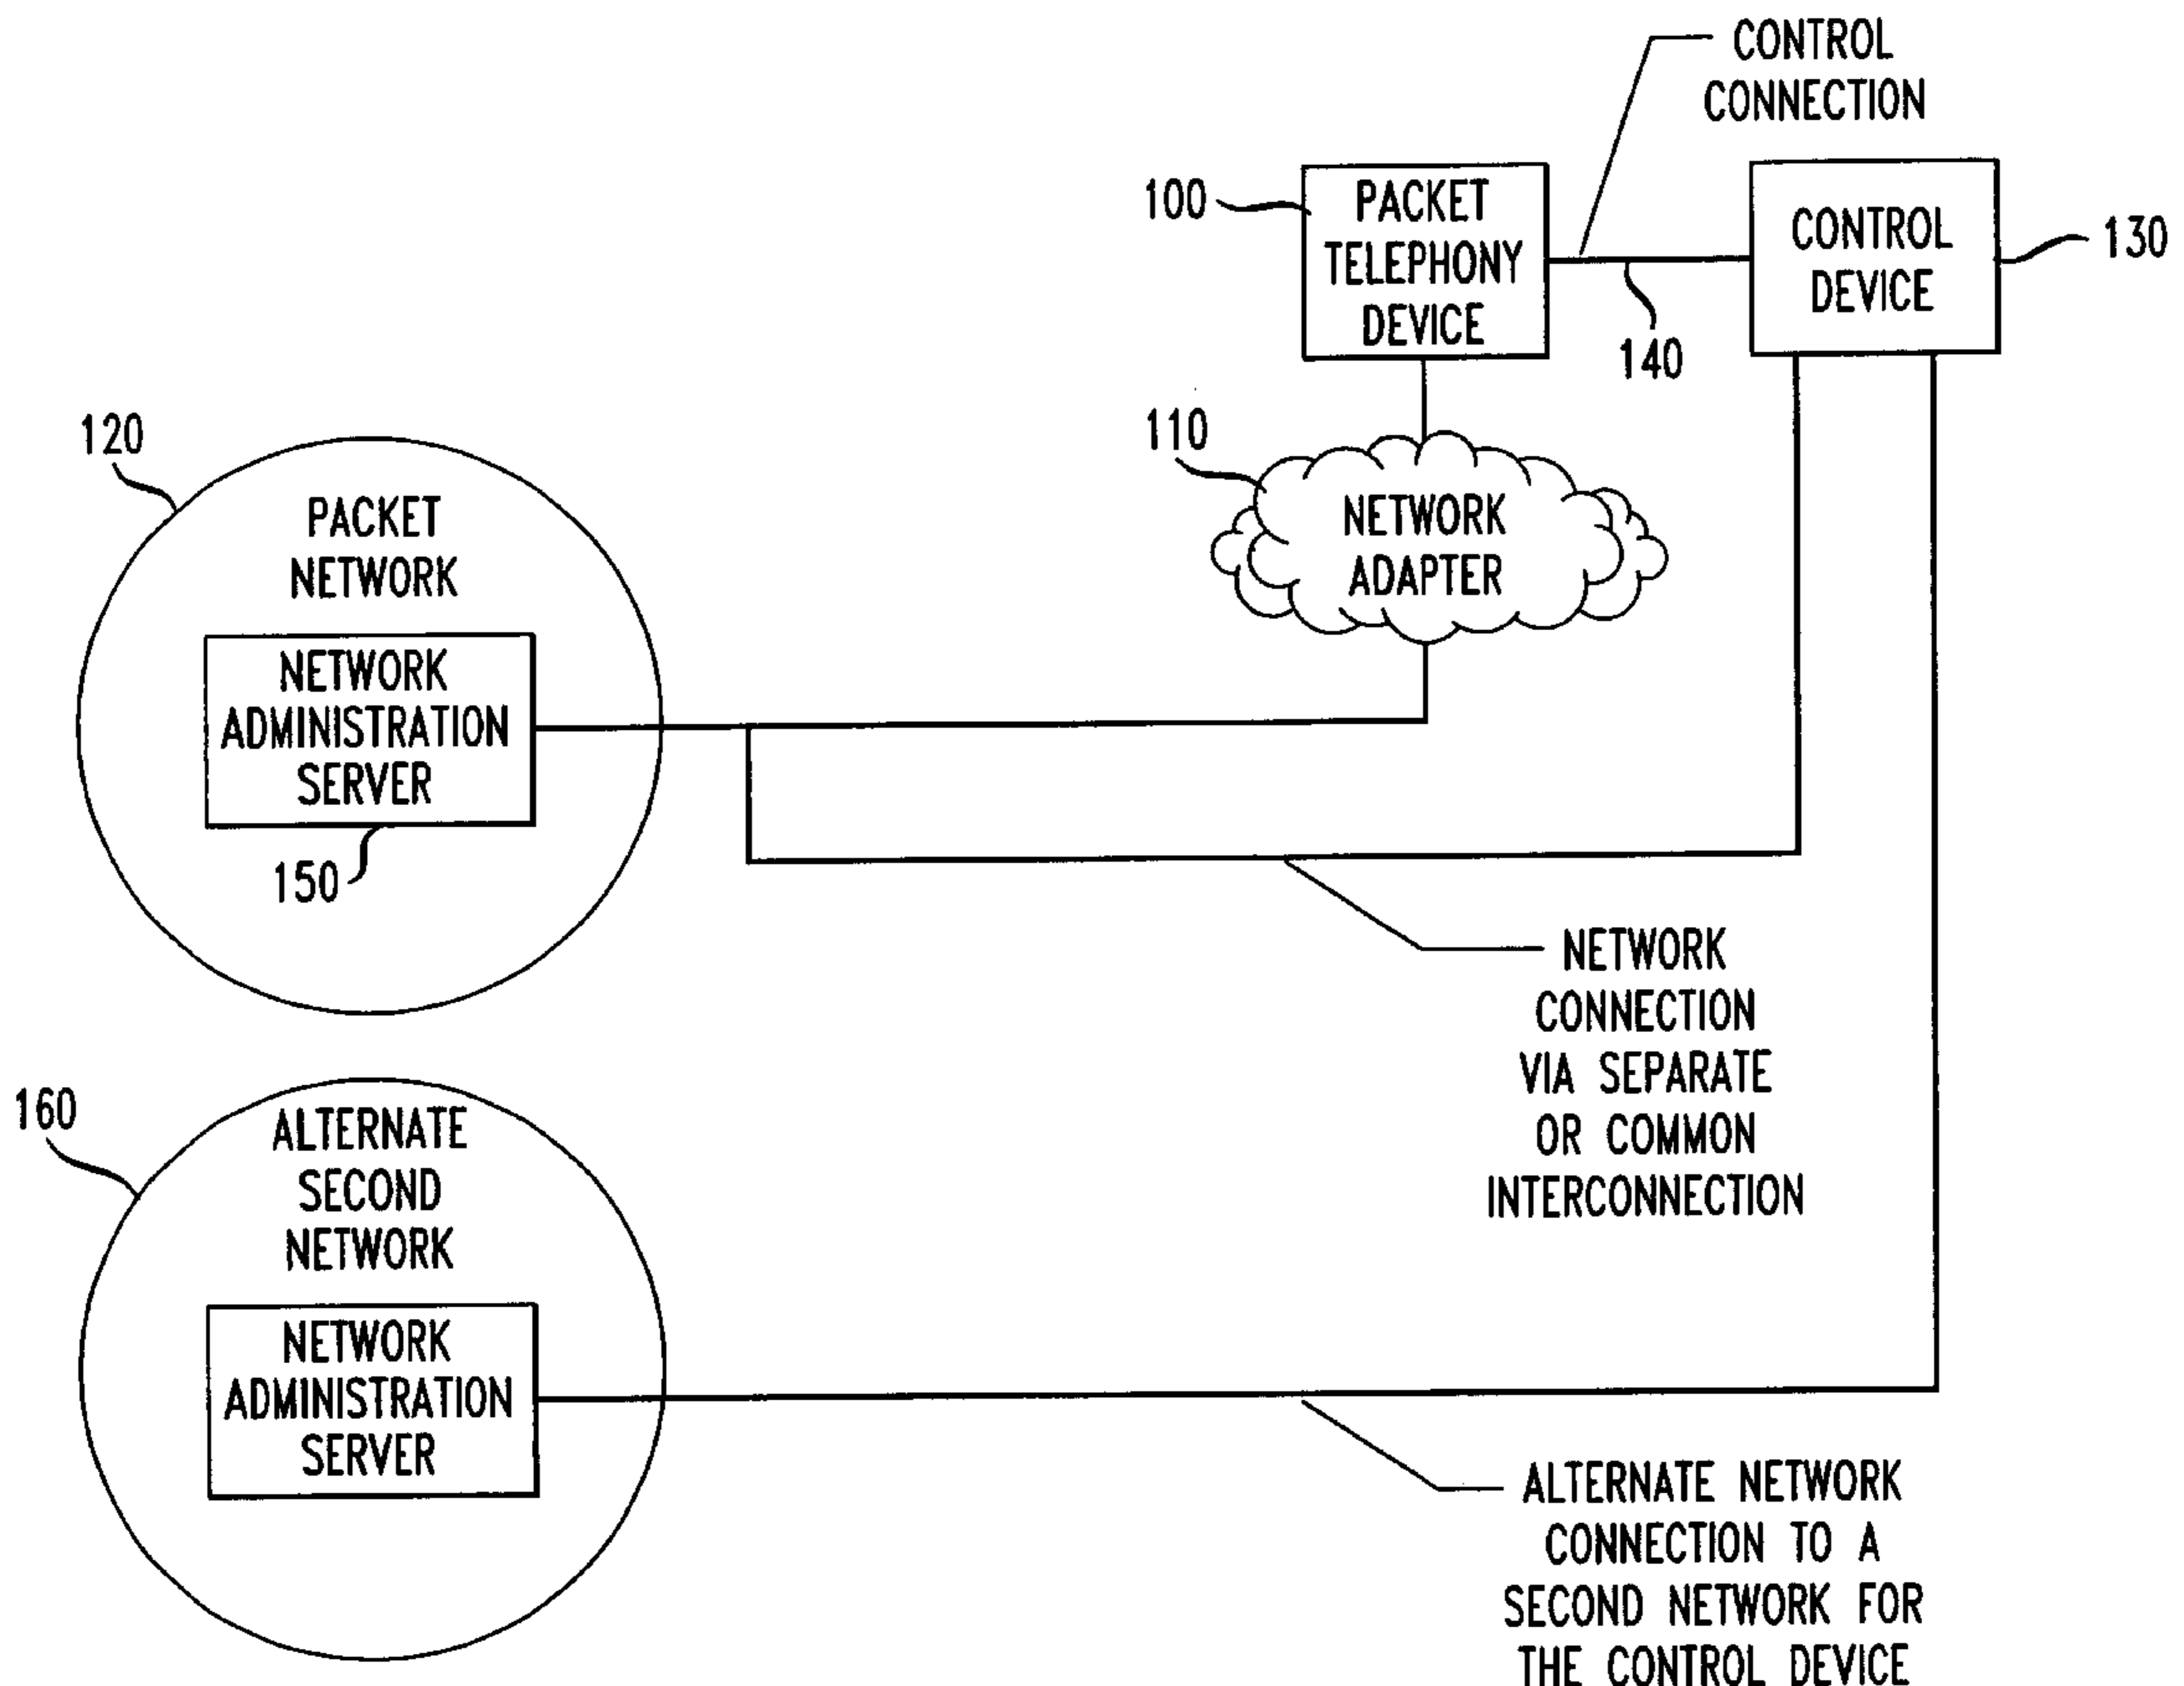 CONTROL
CONNECTION
100
PACKET
TELEPHONY
DEVICE
CONTROL
DEVICE
130
140
110
NETWORK
ADAPTER
120
PACKET
NETWORK
NETWORK
ADMINISTRATION
SERVER
150
NETWORK
CONNECTION
VIA SEPARATE
OR COMMON
INTERCONNECTION
160
ALTERNATE
SECOND
NETWORK
NETWORK
ADMINISTRATION
SERVER
ALTERNATE NETWORK
CONNECTION TO A
SECOND NETWORK FOR
THE CONTROL DEVICE